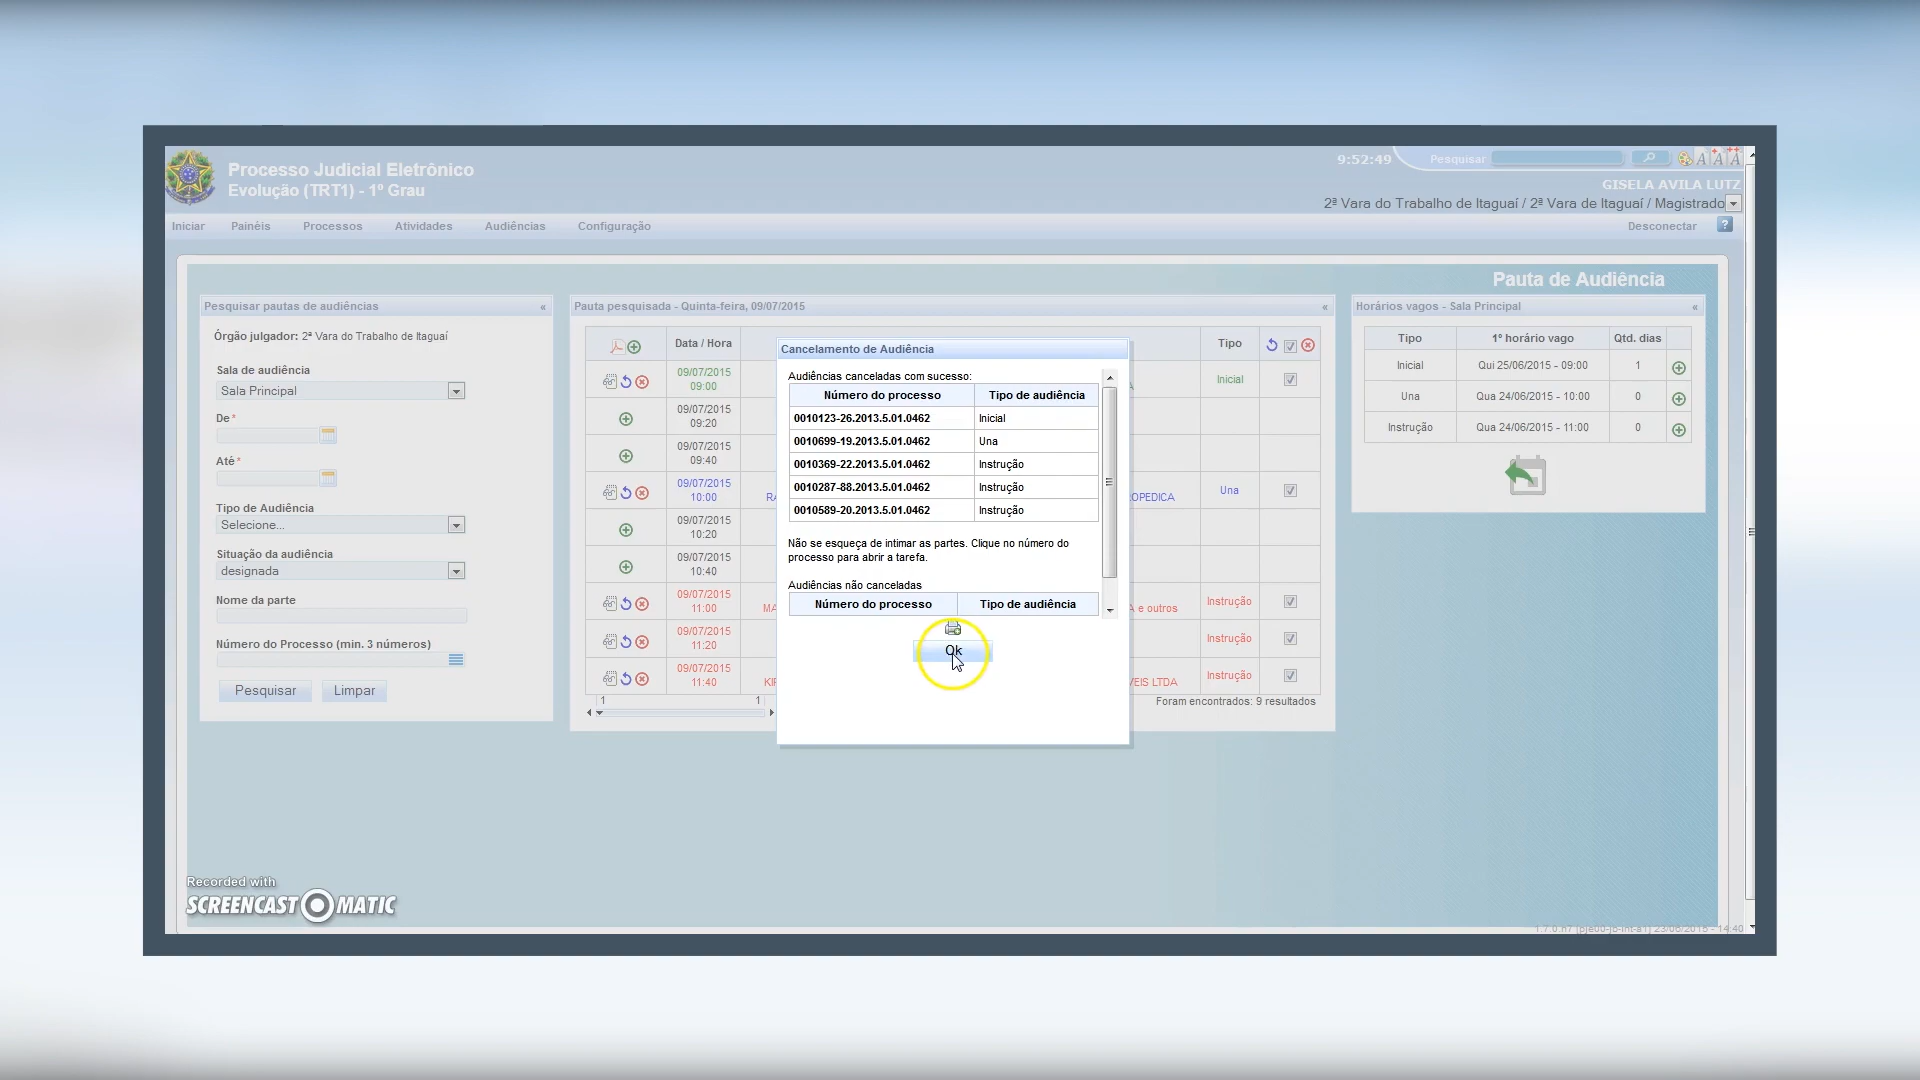 Processo Judicial Eletrônico
Evolução (TRT1) - 1º Grau
9:52:49
Pesquisar
A A A
GISELA AVILA LUTZ
2ª Vara do Trabalho de Itaguaí / 2ª Vara de Itaguaí / Magistrado
Iniciar Painéis Processos Atividades Audiências Configuração
Desconectar ?
Pauta de Audiência
Pesquisar pautas de audiências «
Órgão julgador: 2ª Vara do Trabalho de Itaguaí
Sala de audiência
Sala Principal
De*
Até*
Tipo de Audiência
Selecione...
Situação da audiência
designada
Nome da parte
Número do Processo (min. 3 números)
Pesquisar Limpar
Pauta pesquisada - Quinta-feira, 09/07/2015 «
Data / Hora Tipo
09/07/2015
09:00 A Inicial
09/07/2015
09:20
09/07/2015
09:40
09/07/2015
10:00 RA OPEDICA Una
09/07/2015
10:20
09/07/2015
10:40
09/07/2015
11:00 MA A e outros Instrução
09/07/2015
11:20 Instrução
09/07/2015
11:40 KIF VEIS LTDA Instrução
1 1
Foram encontrados: 9 resultados
Cancelamento de Audiência
Audiências canceladas com sucesso:
Número do processo Tipo de audiência
0010123-26.2013.5.01.0462 Inicial
0010699-19.2013.5.01.0462 Una
0010369-22.2013.5.01.0462 Instrução
0010287-88.2013.5.01.0462 Instrução
0010589-20.2013.5.01.0462 Instrução
Não se esqueça de intimar as partes. Clique no número do
processo para abrir a tarefa.
Audiências não canceladas
Número do processo Tipo de audiência
Ok
Horários vagos - Sala Principal «
Tipo 1º horário vago Qtd. dias
Inicial Qui 25/06/2015 - 09:00 1
Una Qua 24/06/2015 - 10:00 0
Instrução Qua 24/06/2015 - 11:00 0
Recorded with
SCREENCAST MATIC
23/06/2015 - 14:40